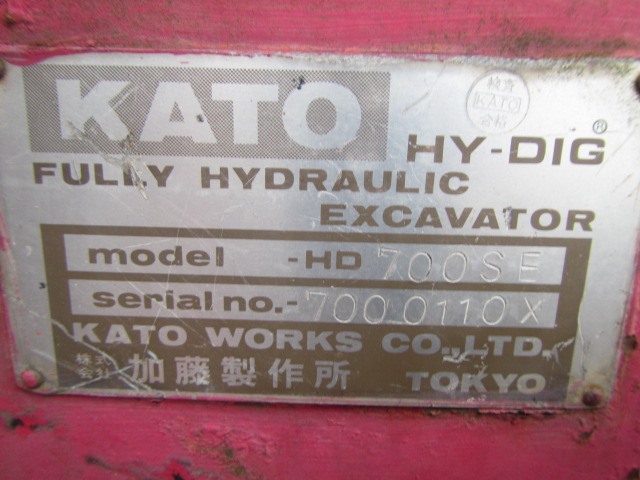 KATO
検査
KATO
合格
HY-DIG®
FULLY HYDRAULIC
EXCAVATOR
model -HD 700SE
serial no.-7000110X
KATO WORKS CO.,LTD.
株式会社 加藤製作所 TOKYO